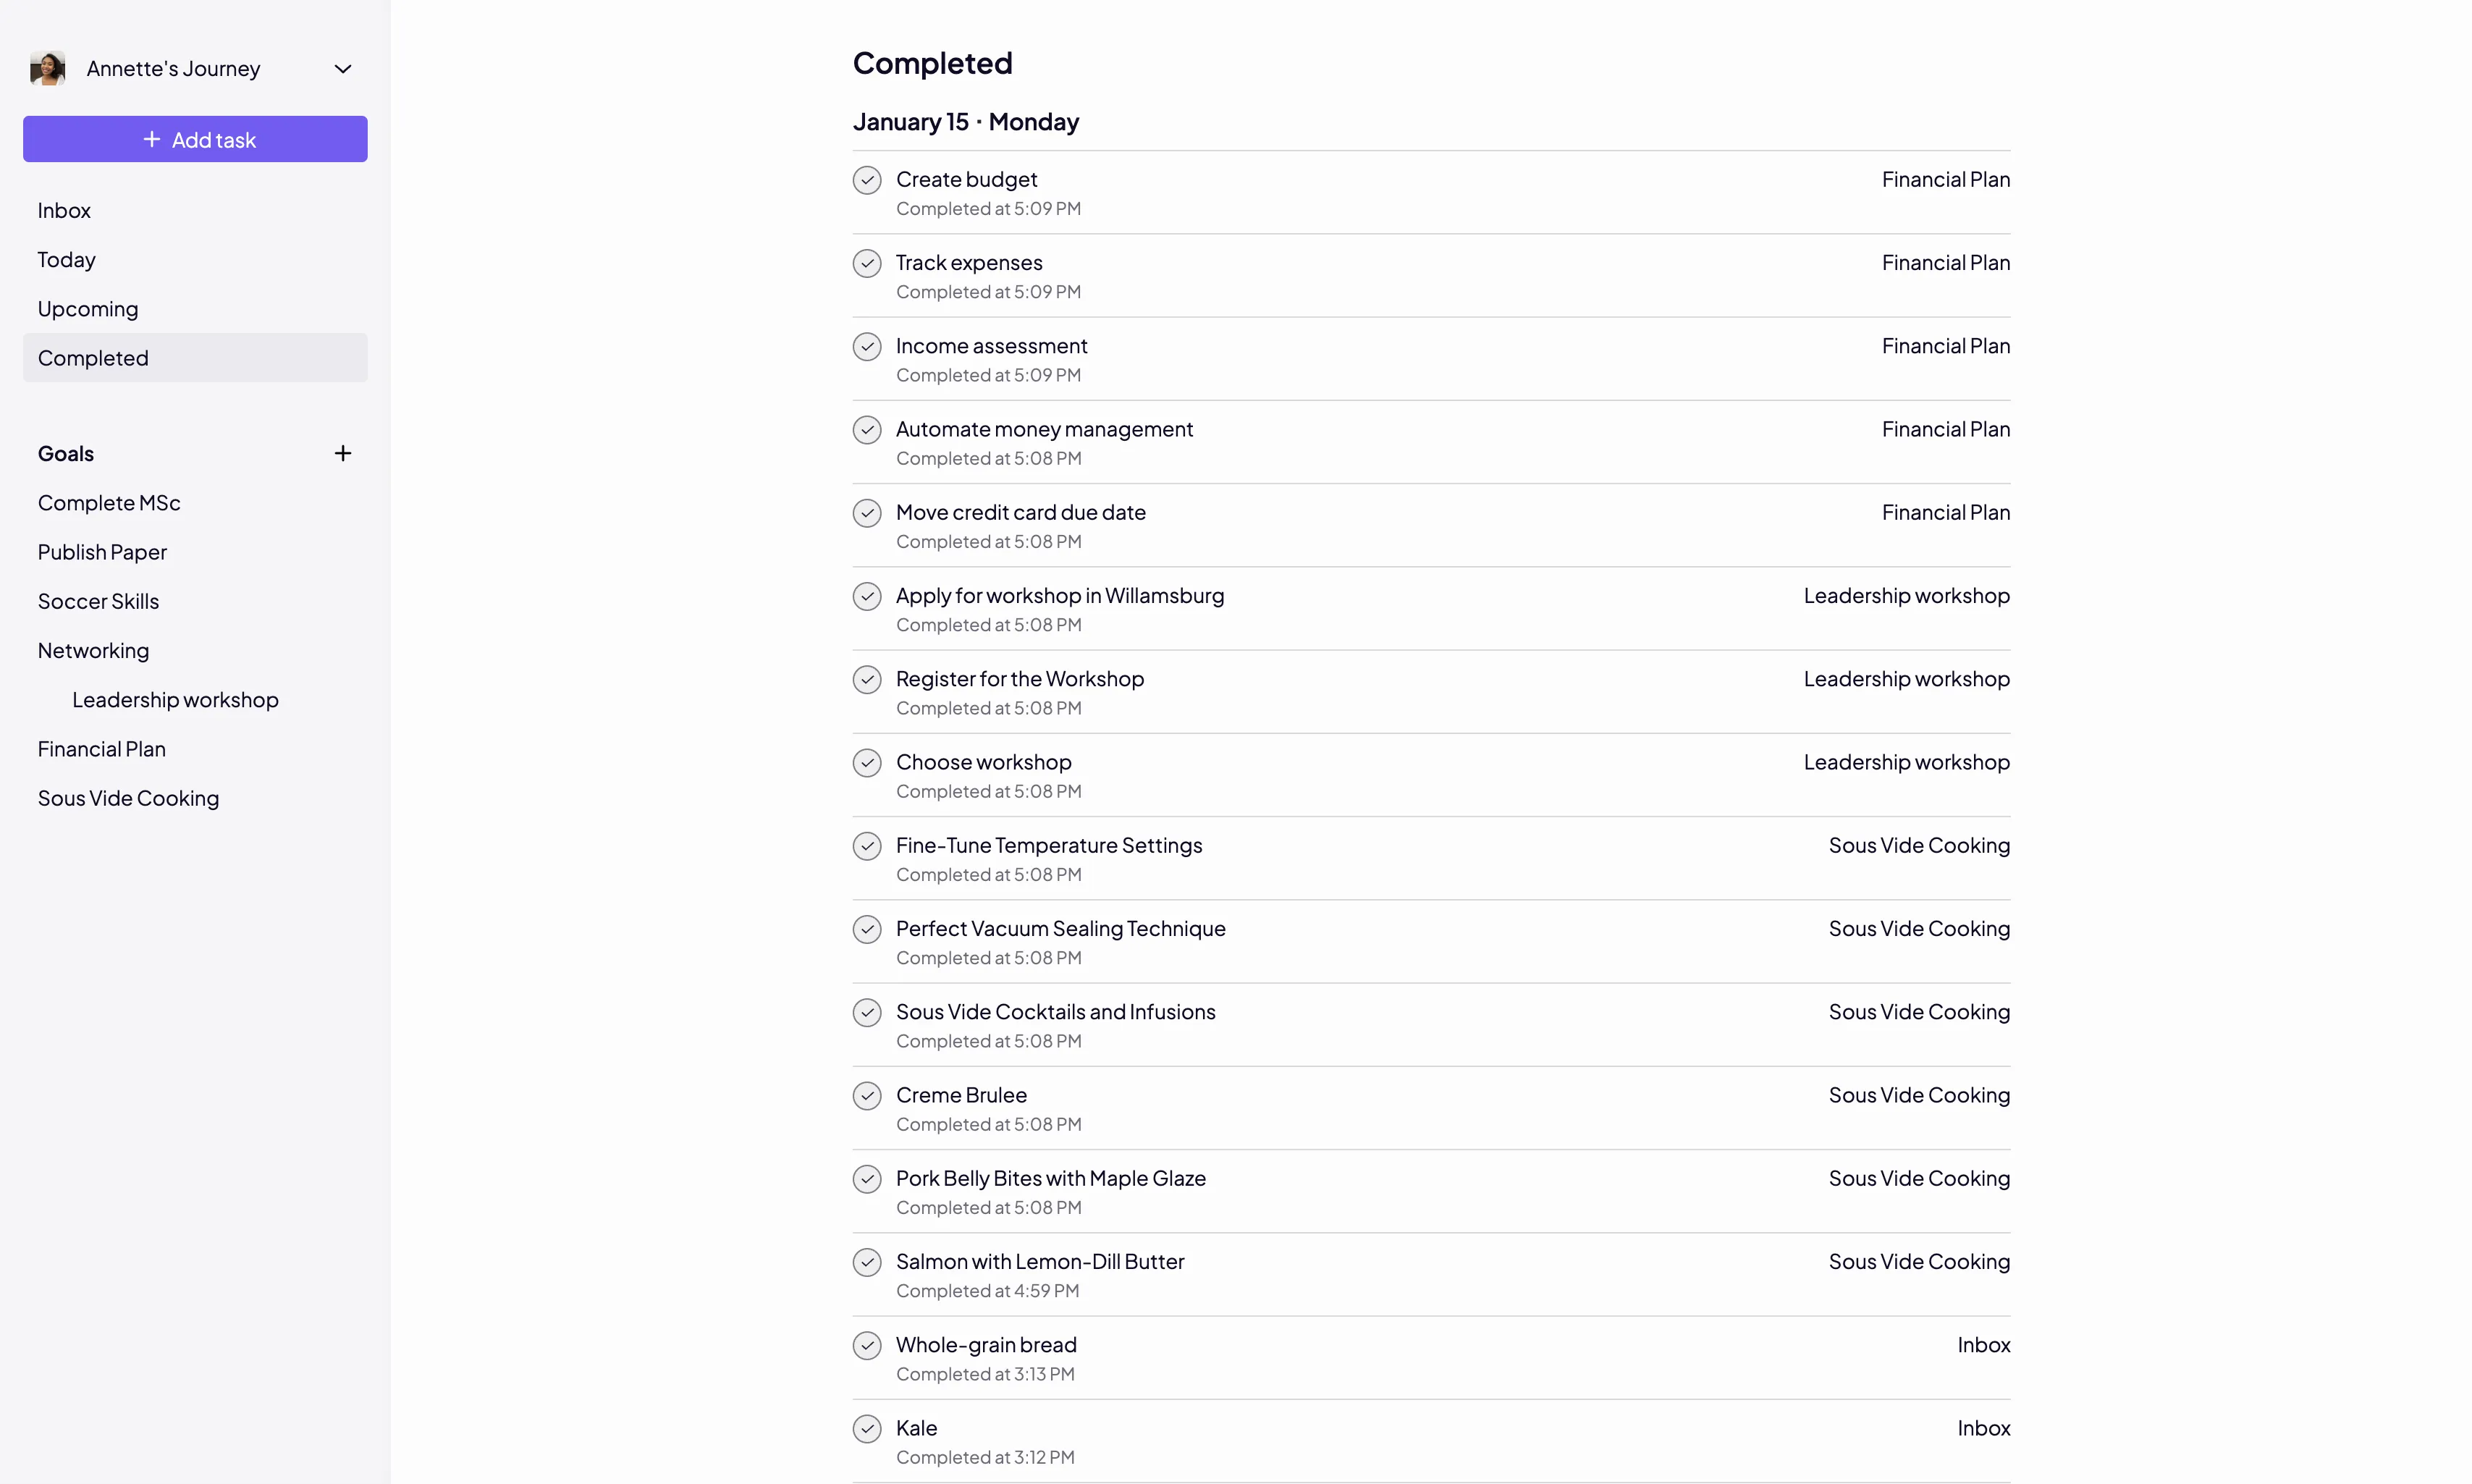 Annette's Journey
+ Add task
Inbox
Today
Upcoming
Completed
Goals
Complete MSc
Publish Paper
Soccer Skills
Networking
Leadership workshop
Financial Plan
Sous Vide Cooking
Completed
January 15 · Monday
Create budget Financial Plan
Completed at 5:09 PM
Track expenses Financial Plan
Completed at 5:09 PM
Income assessment Financial Plan
Completed at 5:09 PM
Automate money management Financial Plan
Completed at 5:08 PM
Move credit card due date Financial Plan
Completed at 5:08 PM
Apply for workshop in Willamsburg Leadership workshop
Completed at 5:08 PM
Register for the Workshop Leadership workshop
Completed at 5:08 PM
Choose workshop Leadership workshop
Completed at 5:08 PM
Fine-Tune Temperature Settings Sous Vide Cooking
Completed at 5:08 PM
Perfect Vacuum Sealing Technique Sous Vide Cooking
Completed at 5:08 PM
Sous Vide Cocktails and Infusions Sous Vide Cooking
Completed at 5:08 PM
Creme Brulee Sous Vide Cooking
Completed at 5:08 PM
Pork Belly Bites with Maple Glaze Sous Vide Cooking
Completed at 5:08 PM
Salmon with Lemon-Dill Butter Sous Vide Cooking
Completed at 4:59 PM
Whole-grain bread Inbox
Completed at 3:13 PM
Kale Inbox
Completed at 3:12 PM